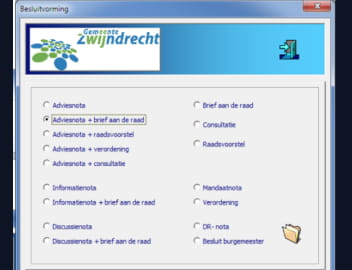 Besluitvorming
Gemeente
Zwijndrecht
Adviesnota
Adviesnota + brief aan de raad
Adviesnota + raadsvoorstel
Adviesnota + verordening
Adviesnota + consultatie
Brief aan de raad
Consultatie
Raadsvoorstel
Informatienota
Informatienota + brief aan de raad
Mandaatnota
Verordening
Discussienota
Discussienota + brief aan de raad
DR- nota
Besluit burgemeester